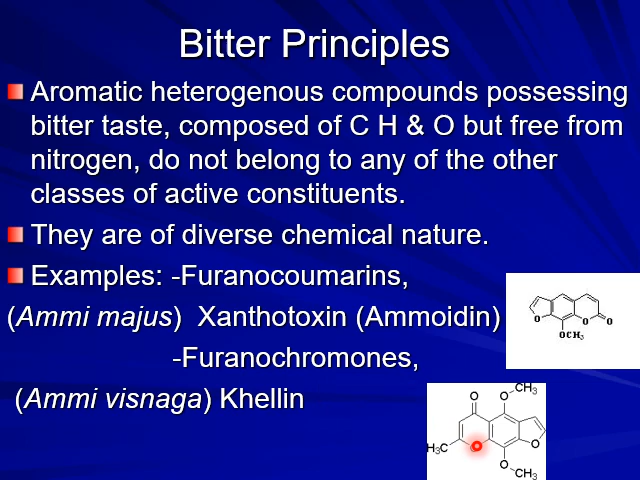 Bitter Principles
Aromatic heterogenous compounds possessing
bitter taste, composed of C H & O but free from
nitrogen, do not belong to any of the other
classes of active constituents.
They are of diverse chemical nature.
Examples: -Furanocoumarins,
(Ammi majus) Xanthotoxin (Ammoidin)
O O O
OCH3
-Furanochromones,
(Ammi visnaga) Khellin
O O CH3
H3C O O
O CH3